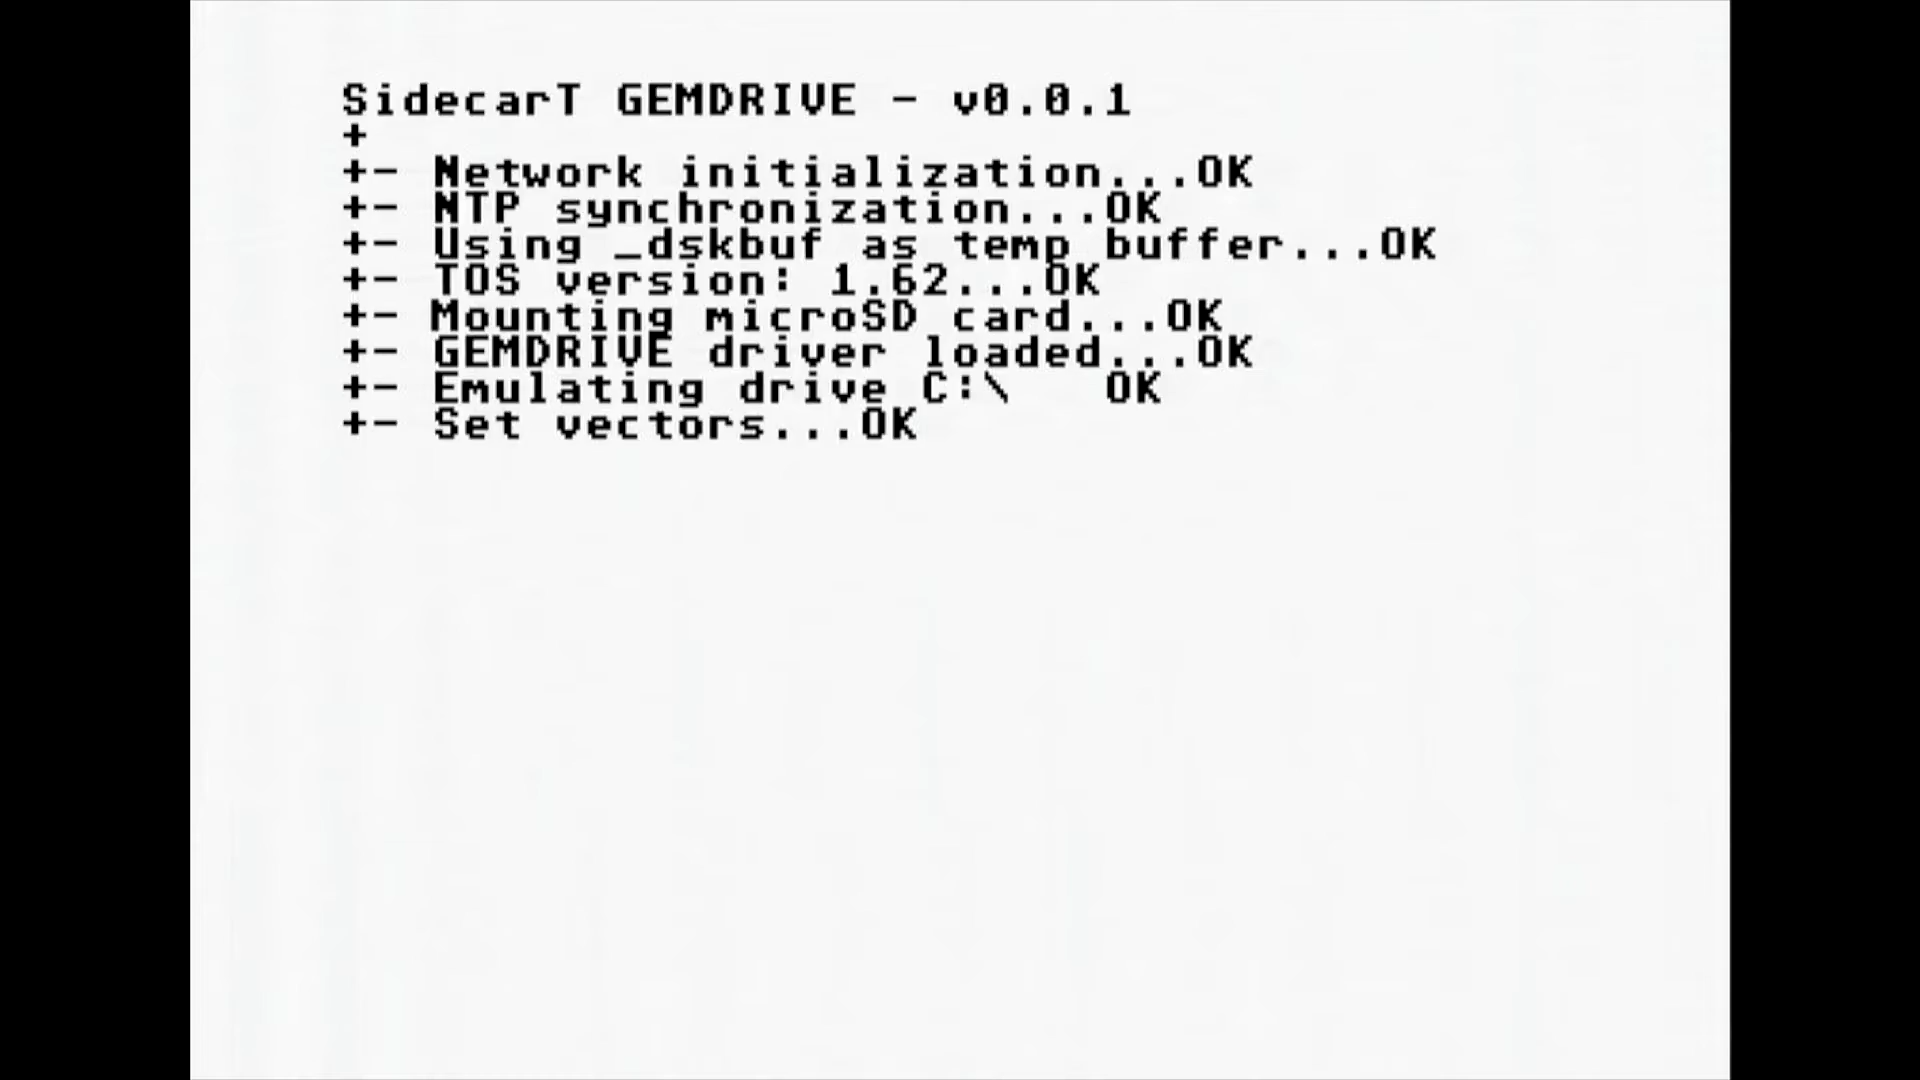 SidecarT GEMDRIVE - v0.0.1
+
+- Network initialization...OK
+- NTP synchronization...OK
+- Using _dskbuf as temp buffer...OK
+- TOS version: 1.62...OK
+- Mounting microSD card...OK
+- GEMDRIVE driver loaded...OK
+- Emulating drive C:\   OK
+- Set vectors...OK